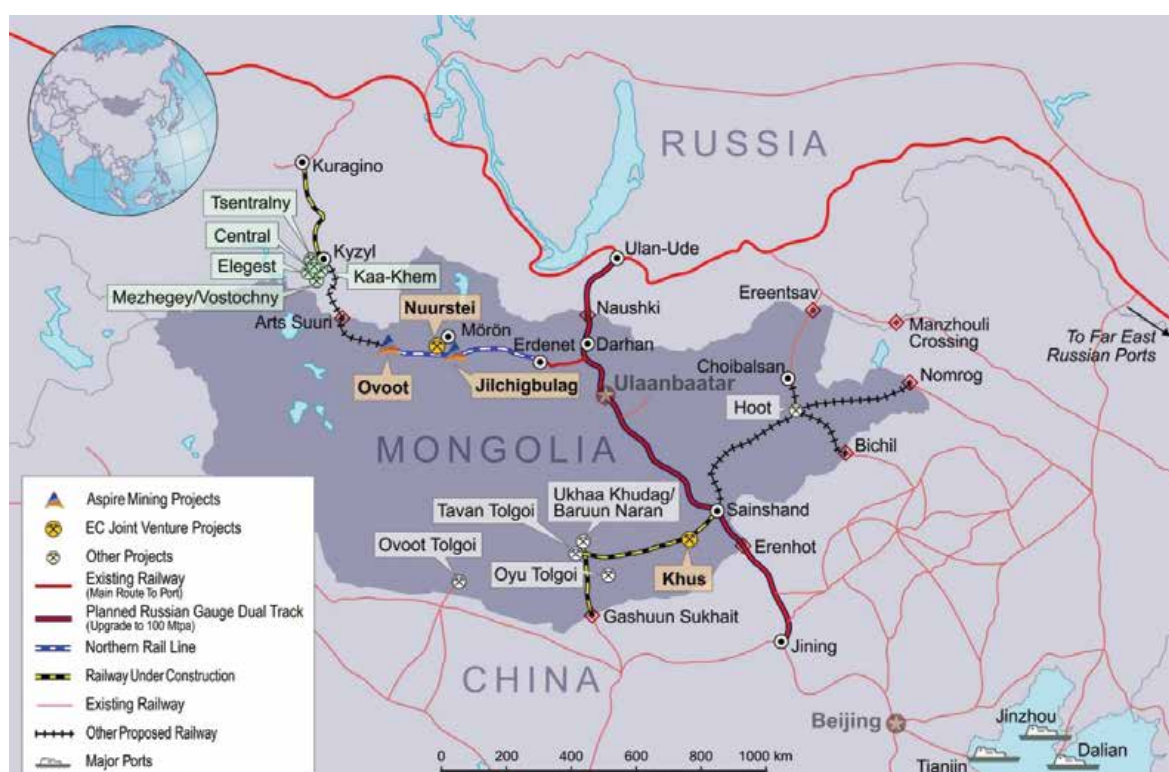 RUSSIA
Kuragino
Tsentralny
Central
Kyzyl
Elegest
Kaa-Khem
Mezhegey/Vostochny
Arts Suuri
Nuurstei
Mörön
Erdenet
Ovoot
Jilchigbulag
Ulan-Ude
Naushki
Darhan
Ulaanbaatar
Ereentsav
Manzhouli
Crossing
To Far East
Russian Ports
Choibalsan
Nomrog
Hoot
Bichil
MONGOLIA
Ukhaa Khudag/
Baruun Naran
Tavan Tolgoi
Ovoot Tolgoi
Oyu Tolgoi
Sainshand
Erenhot
Khus
Gashuun Sukhait
Jining
CHINA
Beijing
Jinzhou
Dalian
Tianjin
Aspire Mining Projects
EC Joint Venture Projects
Other Projects
Existing Railway
(Main Route To Port)
Planned Russian Gauge Dual Track
(Upgrade to 100 Mtpa)
Northern Rail Line
Railway Under Construction
Existing Railway
Other Proposed Railway
Major Ports
0 200 400 600 800 1000 km